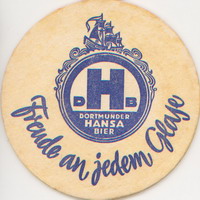 H
D B
DORTMUNDER
HANSA
BIER
Freude an jedem Glase